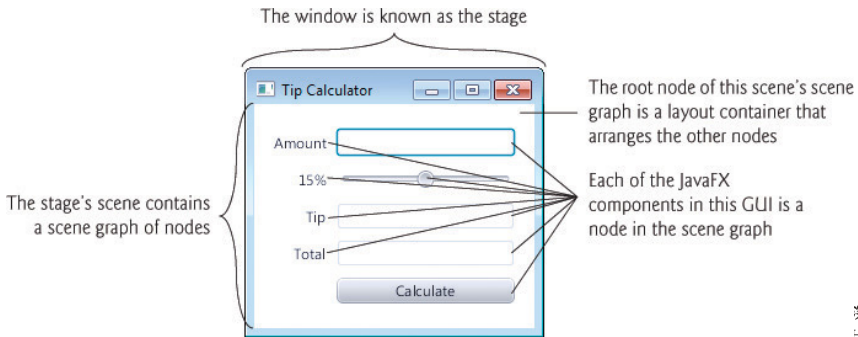 The window is known as the stage
Tip Calculator
The root node of this scene's scene
graph is a layout container that
arranges the other nodes
Amount
15%
Each of the JavaFX
components in this GUI is a
node in the scene graph
The stage's scene contains
a scene graph of nodes
Tip
Total
Calculate